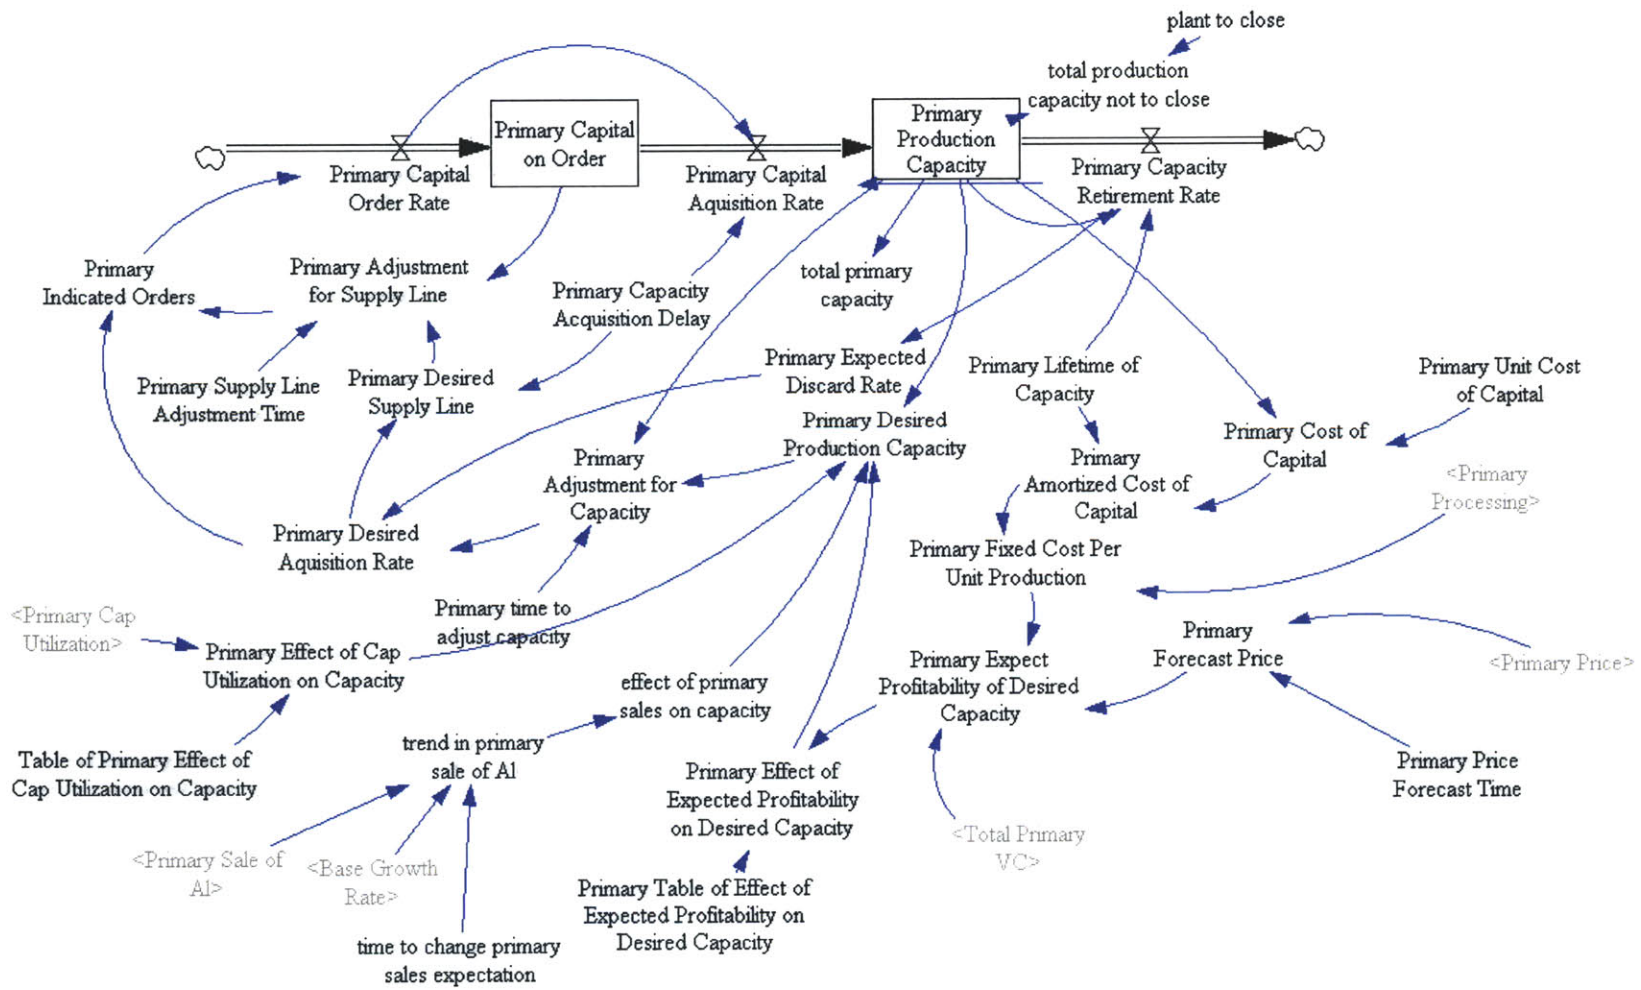 plant to close
total production
capacity not to close
Primary
Production
Capacity
Primary Capital
on Order
Primary Capital
Order Rate
Primary Capital
Aquisition Rate
Primary Capacity
Retirement Rate
Primary
Indicated Orders
Primary Adjustment
for Supply Line
Primary Capacity
Acquisition Delay
total primary
capacity
Primary Supply Line
Adjustment Time
Primary Desired
Supply Line
Primary Expected
Discard Rate
Primary Lifetime of
Capacity
Primary Unit Cost
of Capital
Primary Desired
Production Capacity
Primary Cost of
Capital
Primary
Adjustment for
Capacity
Primary
Amortized Cost of
Capital
<Primary
Processing>
Primary Desired
Aquisition Rate
Primary Fixed Cost Per
Unit Production
Primary time to
adjust capacity
<Primary Cap
Utilization>
Primary Effect of Cap
Utilization on Capacity
Primary
Forecast Price
<Primary Price>
Primary Expect
Profitability of Desired
Capacity
effect of primary
sales on capacity
Table of Primary Effect of
Cap Utilization on Capacity
trend in primary
sale of Al
Primary Effect of
Expected Profitability
on Desired Capacity
Primary Price
Forecast Time
<Primary Sale of
Al>
<Base Growth
Rate>
<Total Primary
VC>
Primary Table of Effect of
Expected Profitability on
Desired Capacity
time to change primary
sales expectation